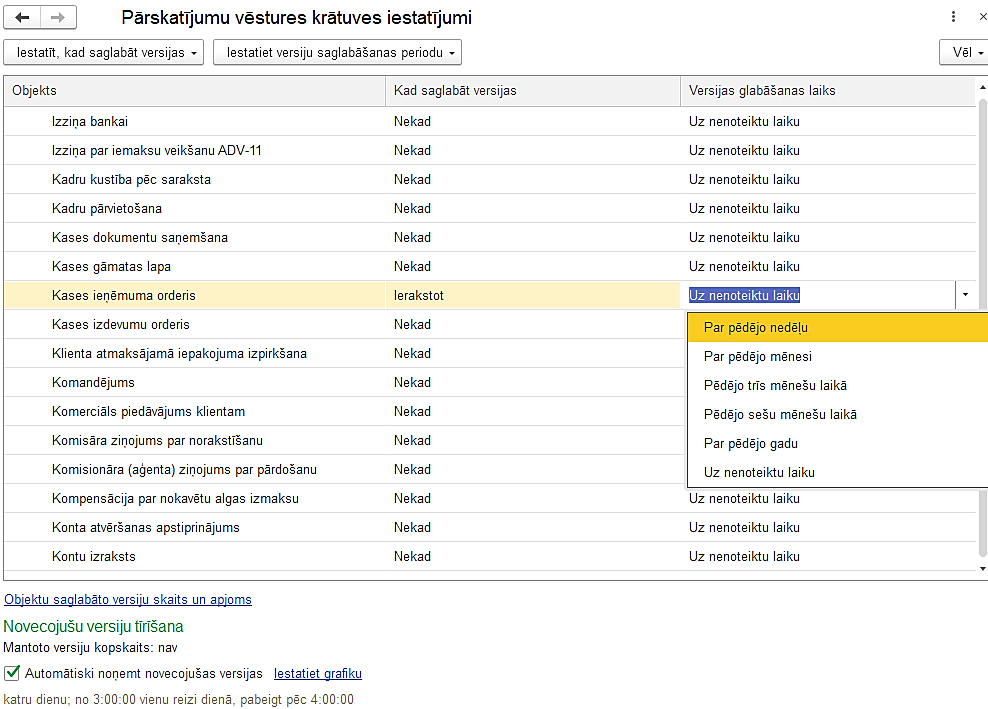 Pārskatījumu vēstures krātuves iestatījumi
Iestatīt, kad saglabāt versijas Iestatiet versiju saglabāšanas periodu Vēl
Objekts Kad saglabāt versijas Versijas glabāšanas laiks
Izziņa bankai Nekad Uz nenoteiktu laiku
Izziņa par iemaksu veikšanu ADV-11 Nekad Uz nenoteiktu laiku
Kadru kustība pēc saraksta Nekad Uz nenoteiktu laiku
Kadru pārvietošana Nekad Uz nenoteiktu laiku
Kases dokumentu saņemšana Nekad Uz nenoteiktu laiku
Kases gāmatas lapa Nekad Uz nenoteiktu laiku
Kases ieņēmuma orderis Ierakstot Uz nenoteiktu laiku
Kases izdevumu orderis Nekad Par pēdējo nedēļu
Klienta atmaksājamā iepakojuma izpirkšana Nekad Par pēdējo mēnesi
Komandējums Nekad Pēdējo trīs mēnešu laikā
Komerciāls piedāvājums klientam Nekad Pēdējo sešu mēnešu laikā
Komisāra ziņojums par norakstīšanu Nekad Par pēdējo gadu
Komisionāra (aģenta) ziņojums par pārdošanu Nekad Uz nenoteiktu laiku
Kompensācija par nokavētu algas izmaksu Nekad Uz nenoteiktu laiku
Konta atvēršanas apstiprinājums Nekad Uz nenoteiktu laiku
Kontu izraksts Nekad Uz nenoteiktu laiku
Objektu saglabāto versiju skaits un apjoms
Novecojušu versiju tīrīšana
Mantoto versiju kopskaits: nav
Automātiski noņemt novecojušas versijas Iestatiet grafiku
katru dienu; no 3:00:00 vienu reizi dienā, pabeigt pēc 4:00:00